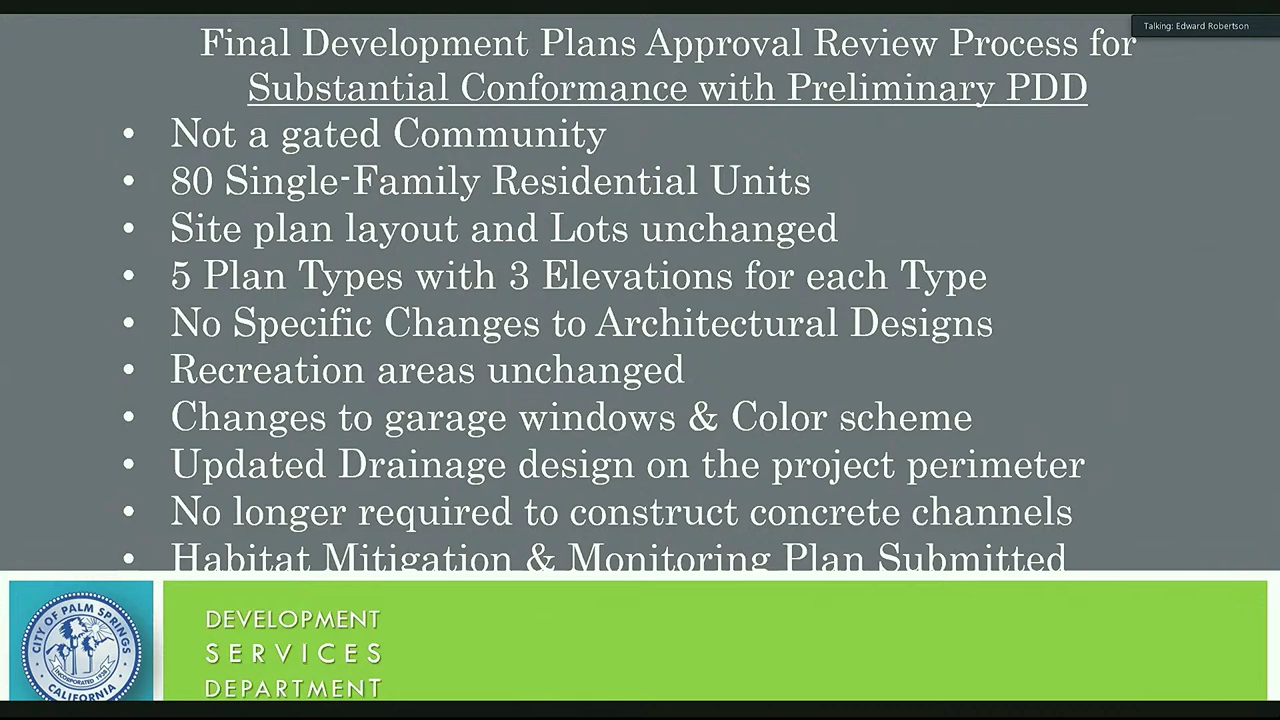 Talking: Edward Robertson
Final Development Plans Approval Review Process for
Substantial Conformance with Preliminary PDD
• Not a gated Community
• 80 Single-Family Residential Units
• Site plan layout and Lots unchanged
• 5 Plan Types with 3 Elevations for each Type
• No Specific Changes to Architectural Designs
• Recreation areas unchanged
• Changes to garage windows & Color scheme
• Updated Drainage design on the project perimeter
• No longer required to construct concrete channels
• Habitat Mitigation & Monitoring Plan Submitted
CITY OF PALM SPRINGS
INCORPORATED 1938
CALIFORNIA
DEVELOPMENT
SERVICES
DEPARTMENT